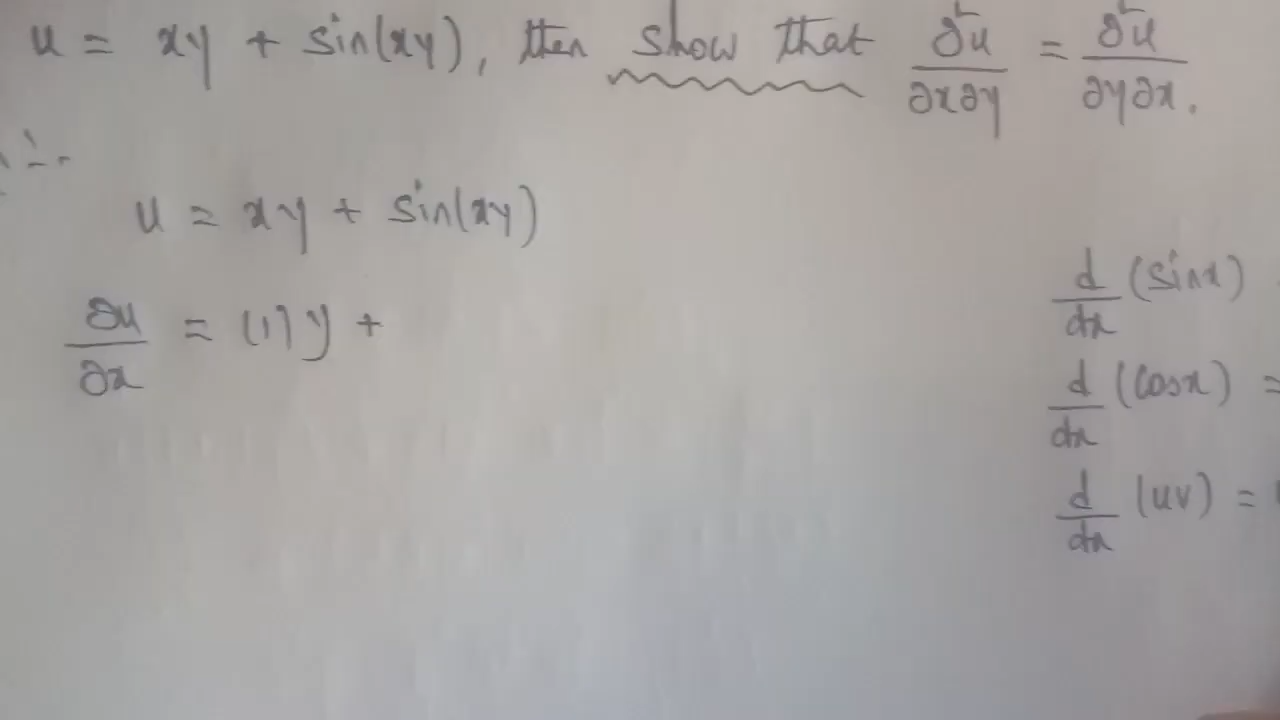 u = xy + sin(xy), then show that ∂²u/∂x∂y = ∂²u/∂y∂x.
u = xy + sin(xy)
∂u/∂x = (1)y +
d/dx (sinx)
d/dx (cosx) =
d/dx (uv) =